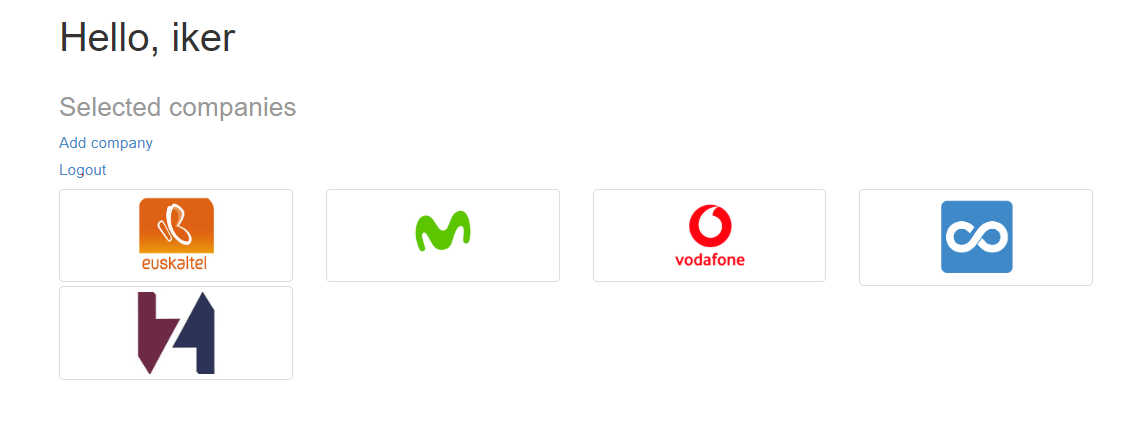 Hello, iker
Selected companies
Add company
Logout
euskaltel
vodafone